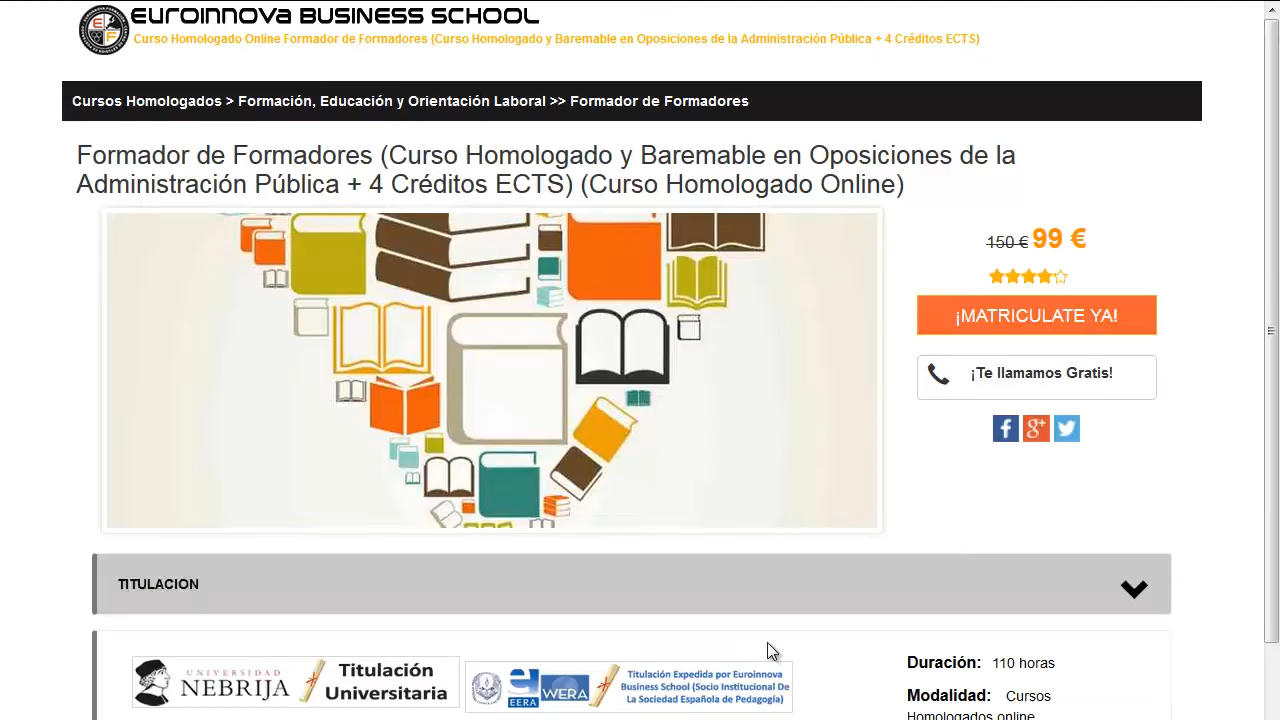 EUROINNOVA BUSINESS SCHOOL
Curso Homologado Online Formador de Formadores (Curso Homologado y Baremable en Oposiciones de la Administración Pública + 4 Créditos ECTS)
Cursos Homologados > Formación, Educación y Orientación Laboral >> Formador de Formadores
Formador de Formadores (Curso Homologado y Baremable en Oposiciones de la
Administración Pública + 4 Créditos ECTS) (Curso Homologado Online)
150 € 99 €
¡MATRICULATE YA!
¡Te llamamos Gratis!
TITULACION
UNIVERSIDAD
NEBRIJA
Titulación
Universitaria
EERA
WERA
Titulación Expedida por Euroinnova
Business School (Socio Institucional De
La Sociedad Española de Pedagogía)
Duración: 110 horas
Modalidad: Cursos
Homologados online